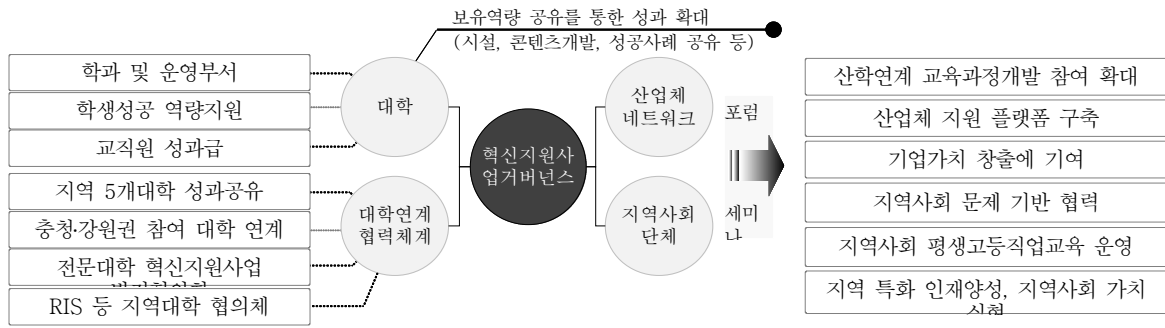 보유역량 공유를 통한 성과 확대
(시설, 콘텐츠개발, 성공사례 공유 등)
학과 및 운영부서
학생성공 역량지원
교직원 성과급
지역 5개대학 성과공유
충청·강원권 참여 대학 연계
전문대학 혁신지원사업
RIS 등 지역대학 협의체
대학
대학연계
협력체계
혁신지원사
업거버넌스
산업체
네트워크
지역사회
단체
포럼
세미
나
산학연계 교육과정개발 참여 확대
산업체 지원 플랫폼 구축
기업가치 창출에 기여
지역사회 문제 기반 협력
지역사회 평생고등직업교육 운영
지역 특화 인재양성, 지역사회 가치
실현